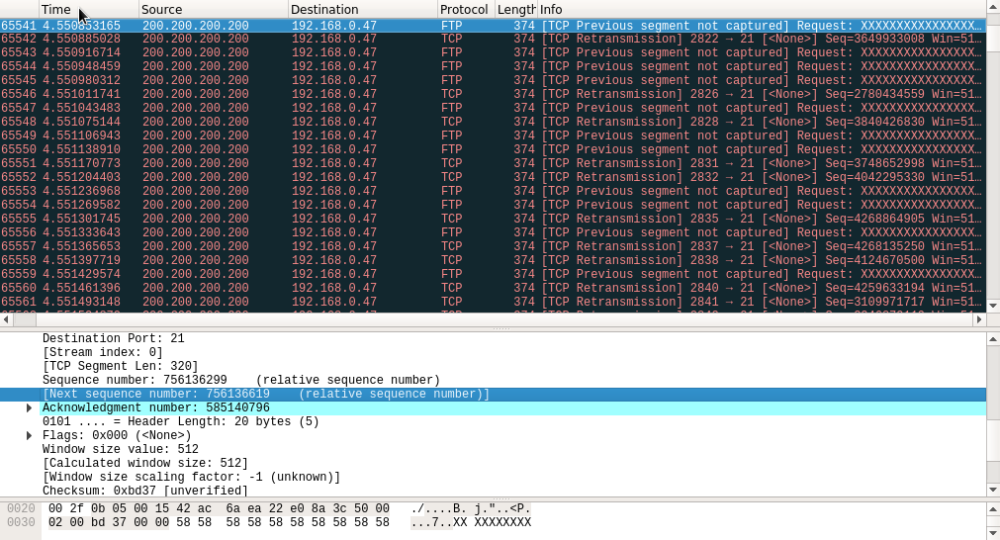 Time Source Destination Protocol Lengtl Info
65541 4.550853165 200.200.200.200 192.168.0.47 FTP 374 [TCP Previous segment not captured] Request: XXXXXXXXXXXXXXXX…
65542 4.550885028 200.200.200.200 192.168.0.47 TCP 374 [TCP Retransmission] 2822 → 21 [<None>] Seq=3649933008 Win=51…
65543 4.550916714 200.200.200.200 192.168.0.47 FTP 374 [TCP Previous segment not captured] Request: XXXXXXXXXXXXXXXX…
65544 4.550948459 200.200.200.200 192.168.0.47 FTP 374 [TCP Previous segment not captured] Request: XXXXXXXXXXXXXXXX…
65545 4.550980312 200.200.200.200 192.168.0.47 FTP 374 [TCP Previous segment not captured] Request: XXXXXXXXXXXXXXXX…
65546 4.551011741 200.200.200.200 192.168.0.47 TCP 374 [TCP Retransmission] 2826 → 21 [<None>] Seq=2780434559 Win=51…
65547 4.551043483 200.200.200.200 192.168.0.47 FTP 374 [TCP Previous segment not captured] Request: XXXXXXXXXXXXXXXX…
65548 4.551075144 200.200.200.200 192.168.0.47 TCP 374 [TCP Retransmission] 2828 → 21 [<None>] Seq=3840426830 Win=51…
65549 4.551106943 200.200.200.200 192.168.0.47 FTP 374 [TCP Previous segment not captured] Request: XXXXXXXXXXXXXXXX…
65550 4.551138910 200.200.200.200 192.168.0.47 FTP 374 [TCP Previous segment not captured] Request: XXXXXXXXXXXXXXXX…
65551 4.551170773 200.200.200.200 192.168.0.47 TCP 374 [TCP Retransmission] 2831 → 21 [<None>] Seq=3748652998 Win=51…
65552 4.551204403 200.200.200.200 192.168.0.47 TCP 374 [TCP Retransmission] 2832 → 21 [<None>] Seq=4042295330 Win=51…
65553 4.551236968 200.200.200.200 192.168.0.47 FTP 374 [TCP Previous segment not captured] Request: XXXXXXXXXXXXXXXX…
65554 4.551269582 200.200.200.200 192.168.0.47 FTP 374 [TCP Previous segment not captured] Request: XXXXXXXXXXXXXXXX…
65555 4.551301745 200.200.200.200 192.168.0.47 TCP 374 [TCP Retransmission] 2835 → 21 [<None>] Seq=4268864905 Win=51…
65556 4.551333643 200.200.200.200 192.168.0.47 FTP 374 [TCP Previous segment not captured] Request: XXXXXXXXXXXXXXXX…
65557 4.551365653 200.200.200.200 192.168.0.47 TCP 374 [TCP Retransmission] 2837 → 21 [<None>] Seq=4268135250 Win=51…
65558 4.551397719 200.200.200.200 192.168.0.47 TCP 374 [TCP Retransmission] 2838 → 21 [<None>] Seq=4124670500 Win=51…
65559 4.551429574 200.200.200.200 192.168.0.47 FTP 374 [TCP Previous segment not captured] Request: XXXXXXXXXXXXXXXX…
65560 4.551461396 200.200.200.200 192.168.0.47 TCP 374 [TCP Retransmission] 2840 → 21 [<None>] Seq=4259633194 Win=51…
65561 4.551493148 200.200.200.200 192.168.0.47 TCP 374 [TCP Retransmission] 2841 → 21 [<None>] Seq=3109971717 Win=51…
Destination Port: 21
[Stream index: 0]
[TCP Segment Len: 320]
Sequence number: 756136299 (relative sequence number)
[Next sequence number: 756136619 (relative sequence number)]
Acknowledgment number: 585140796
0101 .... = Header Length: 20 bytes (5)
Flags: 0x000 (<None>)
Window size value: 512
[Calculated window size: 512]
[Window size scaling factor: -1 (unknown)]
Checksum: 0xbd37 [unverified]
0020 00 2f 0b 05 00 15 42 ac 6a ea 22 e0 8a 3c 50 00 ./....B. j."..<P.
0030 02 00 bd 37 00 00 58 58 58 58 58 58 58 58 58 58 ...7..XX XXXXXXXX